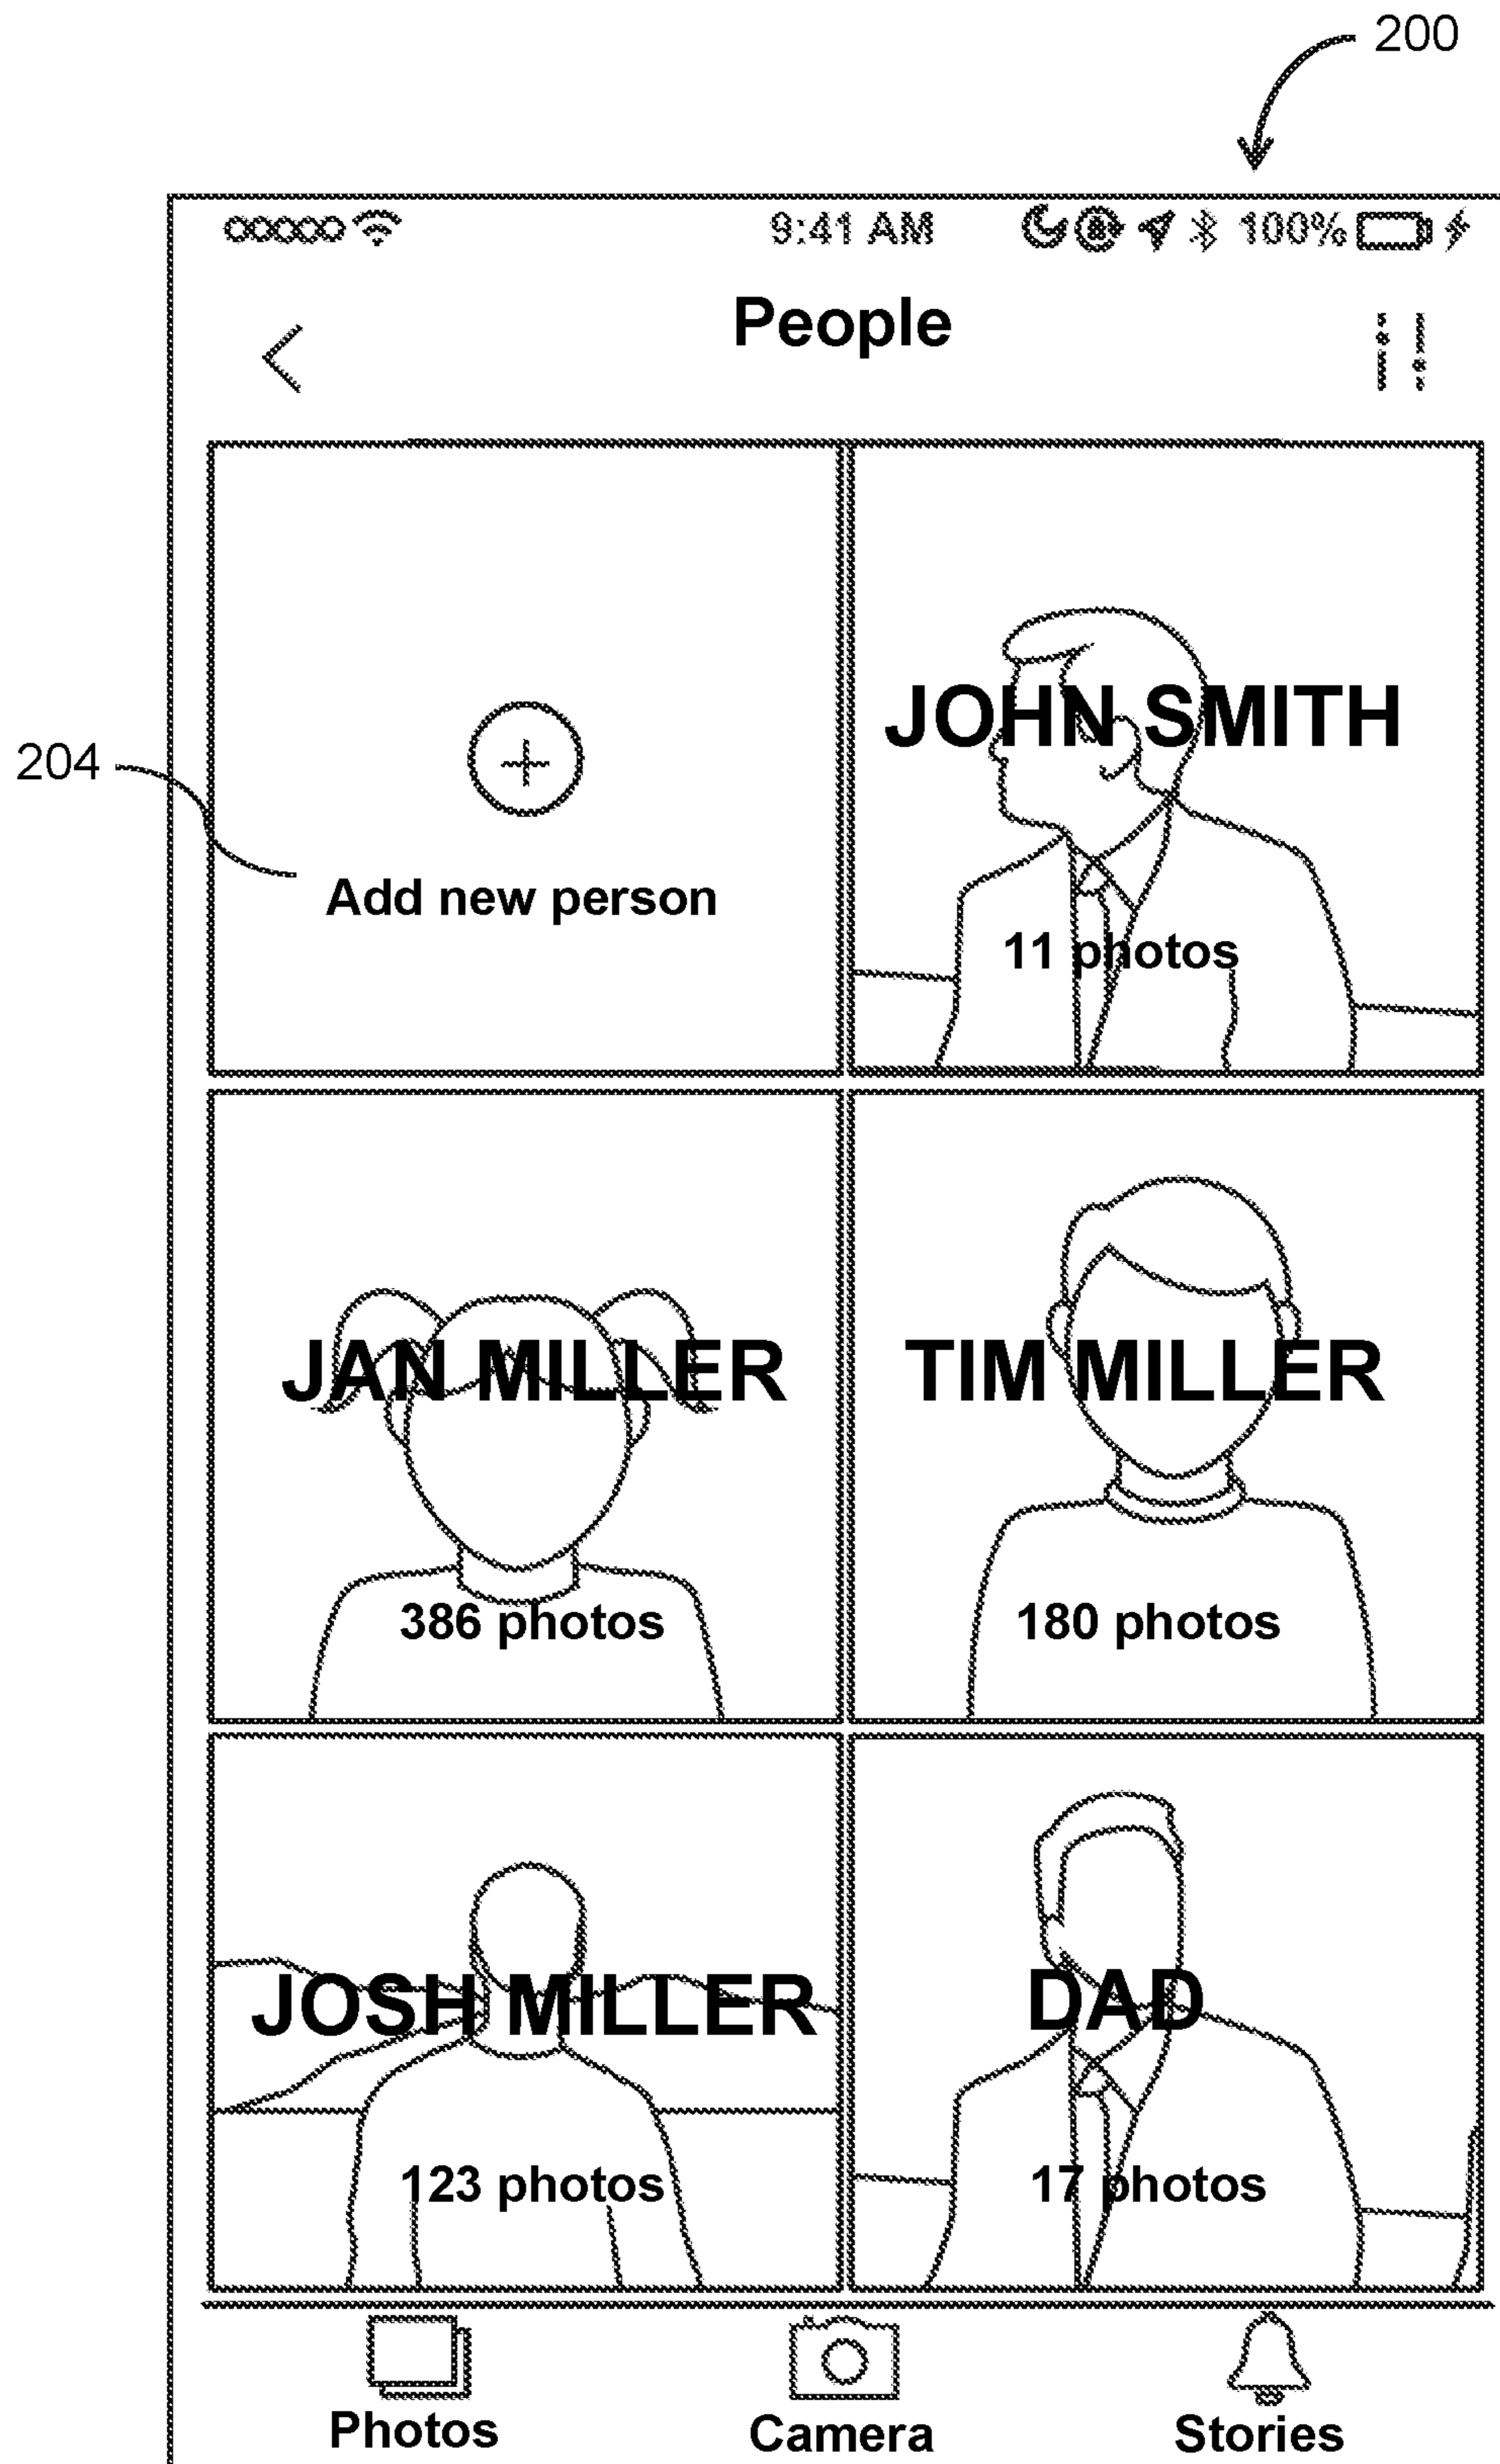 200
9:41 AM 100%
People
204
Add new person
JOHN SMITH
11 photos
JAN MILLER
TIM MILLER
386 photos
180 photos
JOSH MILLER
DAD
123 photos
17 photos
Photos
Camera
Stories